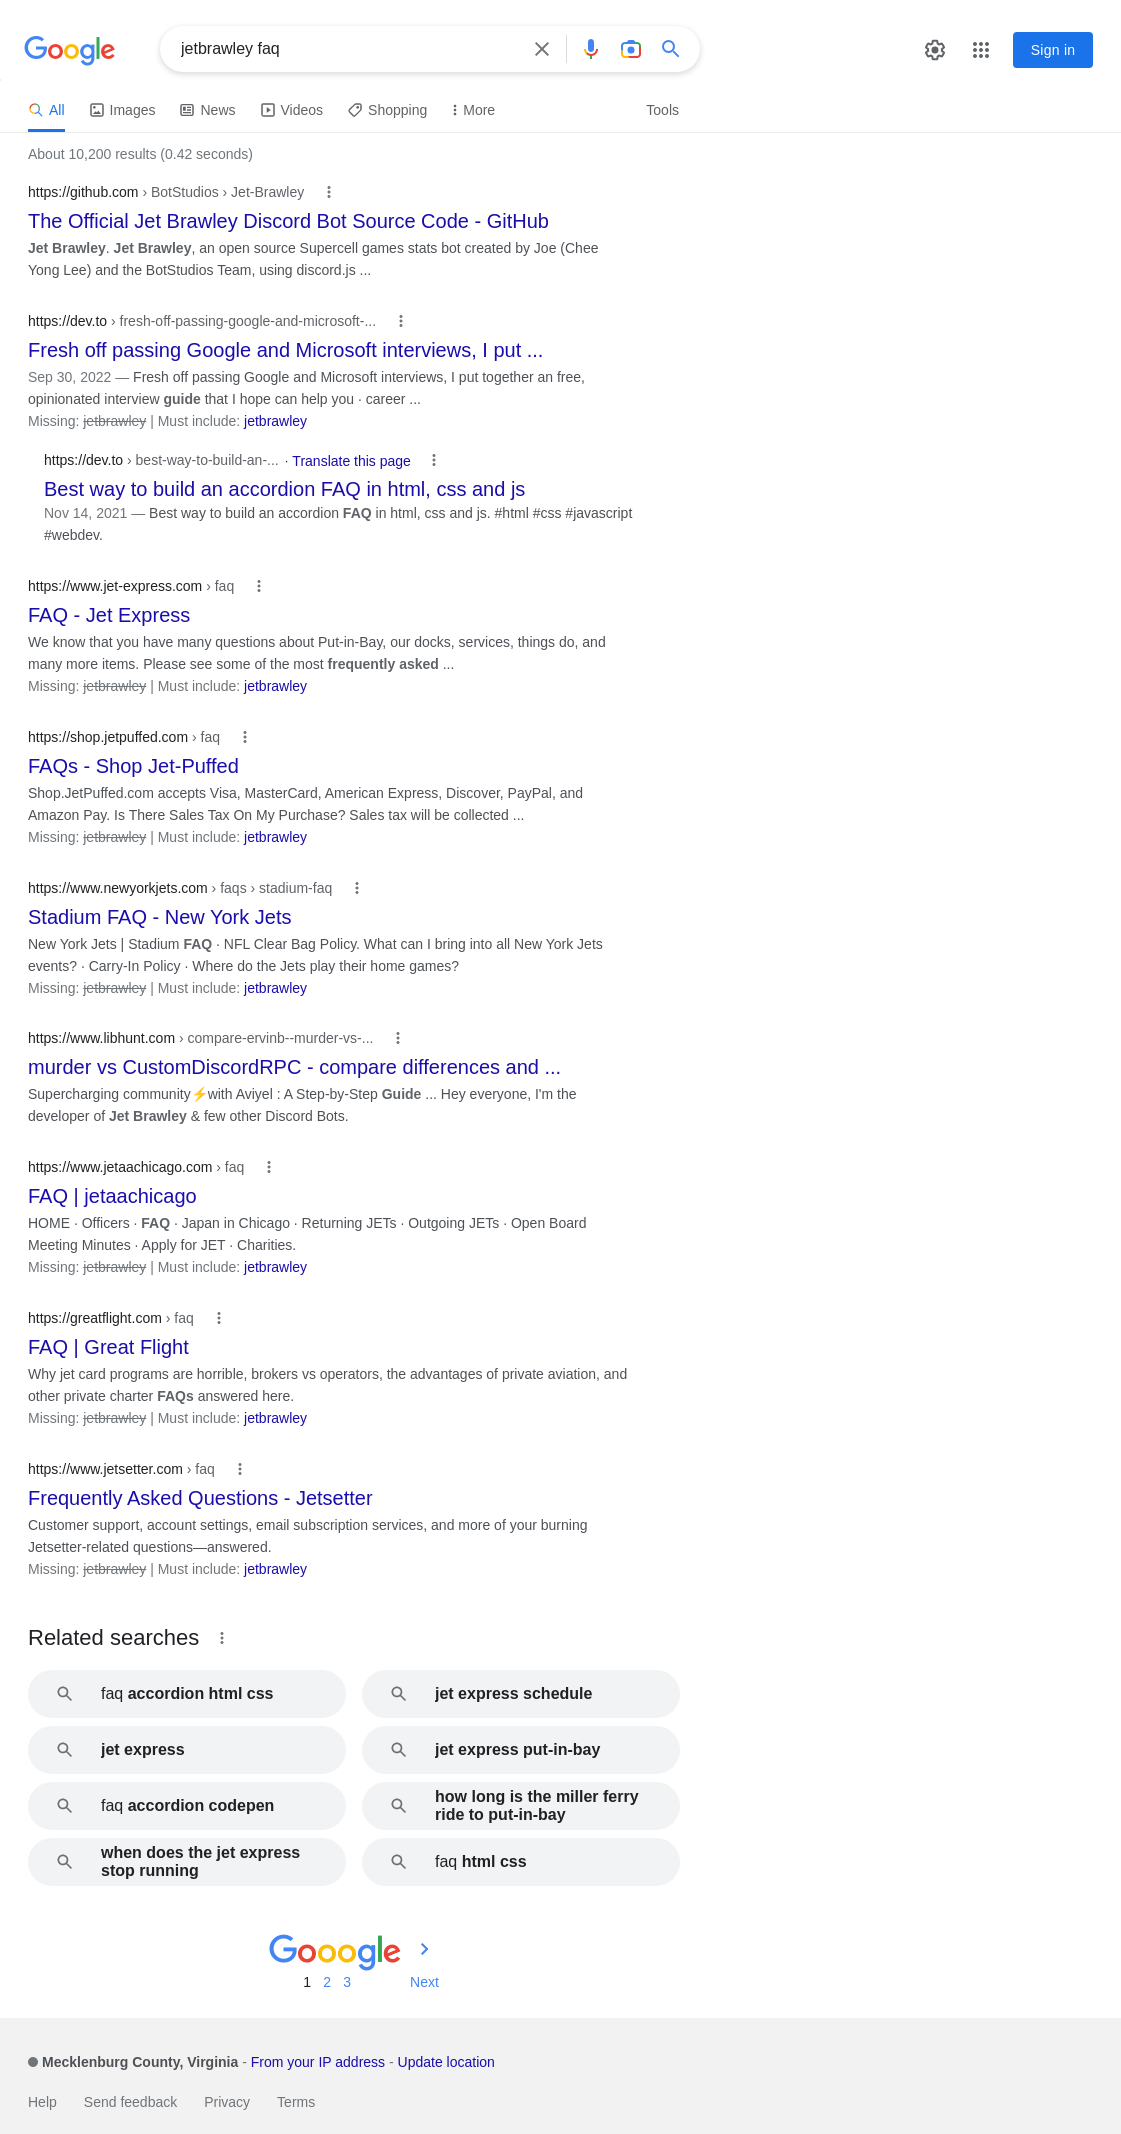 Google
jetbrawley faq
Sign in
All
Images
News
Videos
Shopping
More
Tools
About 10,200 results (0.42 seconds)
https://github.com › BotStudios › Jet-Brawley
The Official Jet Brawley Discord Bot Source Code - GitHub
Jet Brawley. Jet Brawley, an open source Supercell games stats bot created by Joe (Chee
Yong Lee) and the BotStudios Team, using discord.js ...
https://dev.to › fresh-off-passing-google-and-microsoft-...
Fresh off passing Google and Microsoft interviews, I put ...
Sep 30, 2022 — Fresh off passing Google and Microsoft interviews, I put together an free,
opinionated interview guide that I hope can help you · career ...
Missing: jetbrawley | Must include: jetbrawley
https://dev.to › best-way-to-build-an-... · Translate this page
Best way to build an accordion FAQ in html, css and js
Nov 14, 2021 — Best way to build an accordion FAQ in html, css and js. #html #css #javascript
#webdev.
https://www.jet-express.com › faq
FAQ - Jet Express
We know that you have many questions about Put-in-Bay, our docks, services, things do, and
many more items. Please see some of the most frequently asked ...
Missing: jetbrawley | Must include: jetbrawley
https://shop.jetpuffed.com › faq
FAQs - Shop Jet-Puffed
Shop.JetPuffed.com accepts Visa, MasterCard, American Express, Discover, PayPal, and
Amazon Pay. Is There Sales Tax On My Purchase? Sales tax will be collected ...
Missing: jetbrawley | Must include: jetbrawley
https://www.newyorkjets.com › faqs › stadium-faq
Stadium FAQ - New York Jets
New York Jets | Stadium FAQ · NFL Clear Bag Policy. What can I bring into all New York Jets
events? · Carry-In Policy · Where do the Jets play their home games?
Missing: jetbrawley | Must include: jetbrawley
https://www.libhunt.com › compare-ervinb--murder-vs-...
murder vs CustomDiscordRPC - compare differences and ...
Supercharging community⚡with Aviyel : A Step-by-Step Guide ... Hey everyone, I'm the
developer of Jet Brawley & few other Discord Bots.
https://www.jetaachicago.com › faq
FAQ | jetaachicago
HOME · Officers · FAQ · Japan in Chicago · Returning JETs · Outgoing JETs · Open Board
Meeting Minutes · Apply for JET · Charities.
Missing: jetbrawley | Must include: jetbrawley
https://greatflight.com › faq
FAQ | Great Flight
Why jet card programs are horrible, brokers vs operators, the advantages of private aviation, and
other private charter FAQs answered here.
Missing: jetbrawley | Must include: jetbrawley
https://www.jetsetter.com › faq
Frequently Asked Questions - Jetsetter
Customer support, account settings, email subscription services, and more of your burning
Jetsetter-related questions—answered.
Missing: jetbrawley | Must include: jetbrawley
Related searches
faq accordion html css
jet express schedule
jet express
jet express put-in-bay
faq accordion codepen
how long is the miller ferry
ride to put-in-bay
when does the jet express
stop running
faq html css
Gooogle
1 2 3 Next
Mecklenburg County, Virginia - From your IP address - Update location
Help Send feedback Privacy Terms